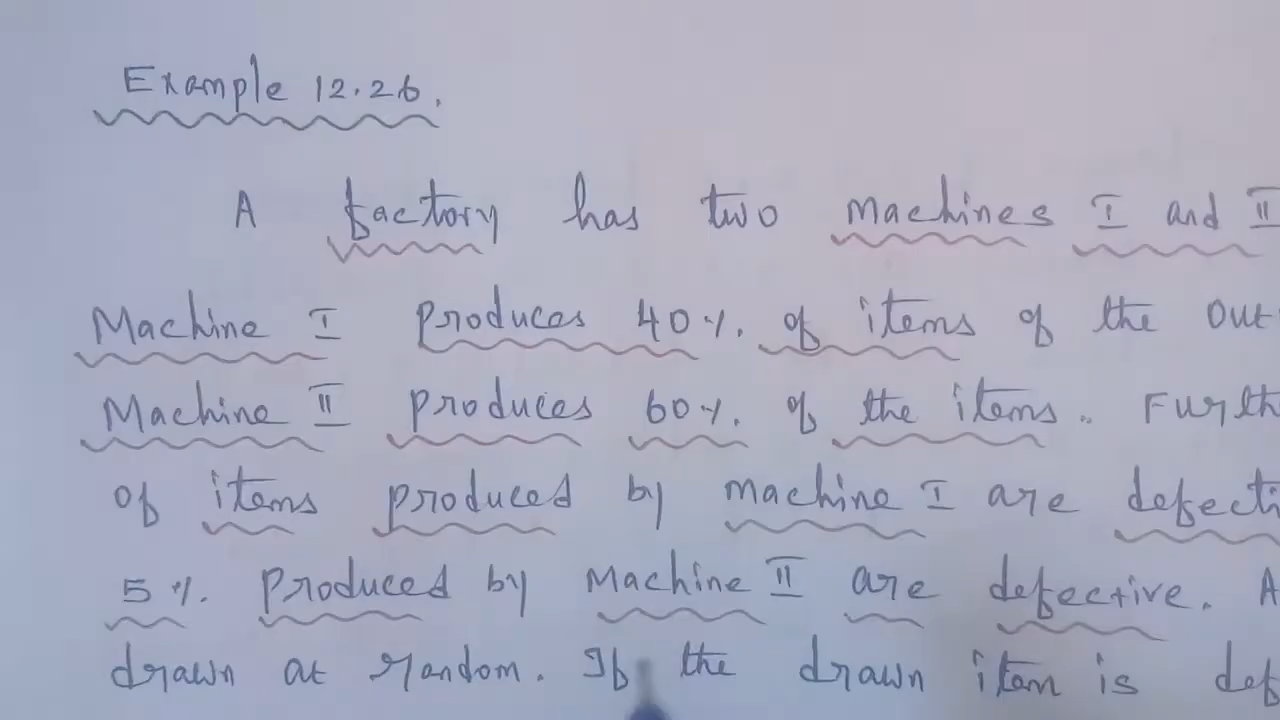 Example 12.26.
A factory has two machines I and II
Machine I produces 40%. of items of the out
Machine II produces 60%. of the items.. Furth
of items produced by machine I are defecti
5%. produced by machine II are defective. A
drawn at random. If the drawn item is def